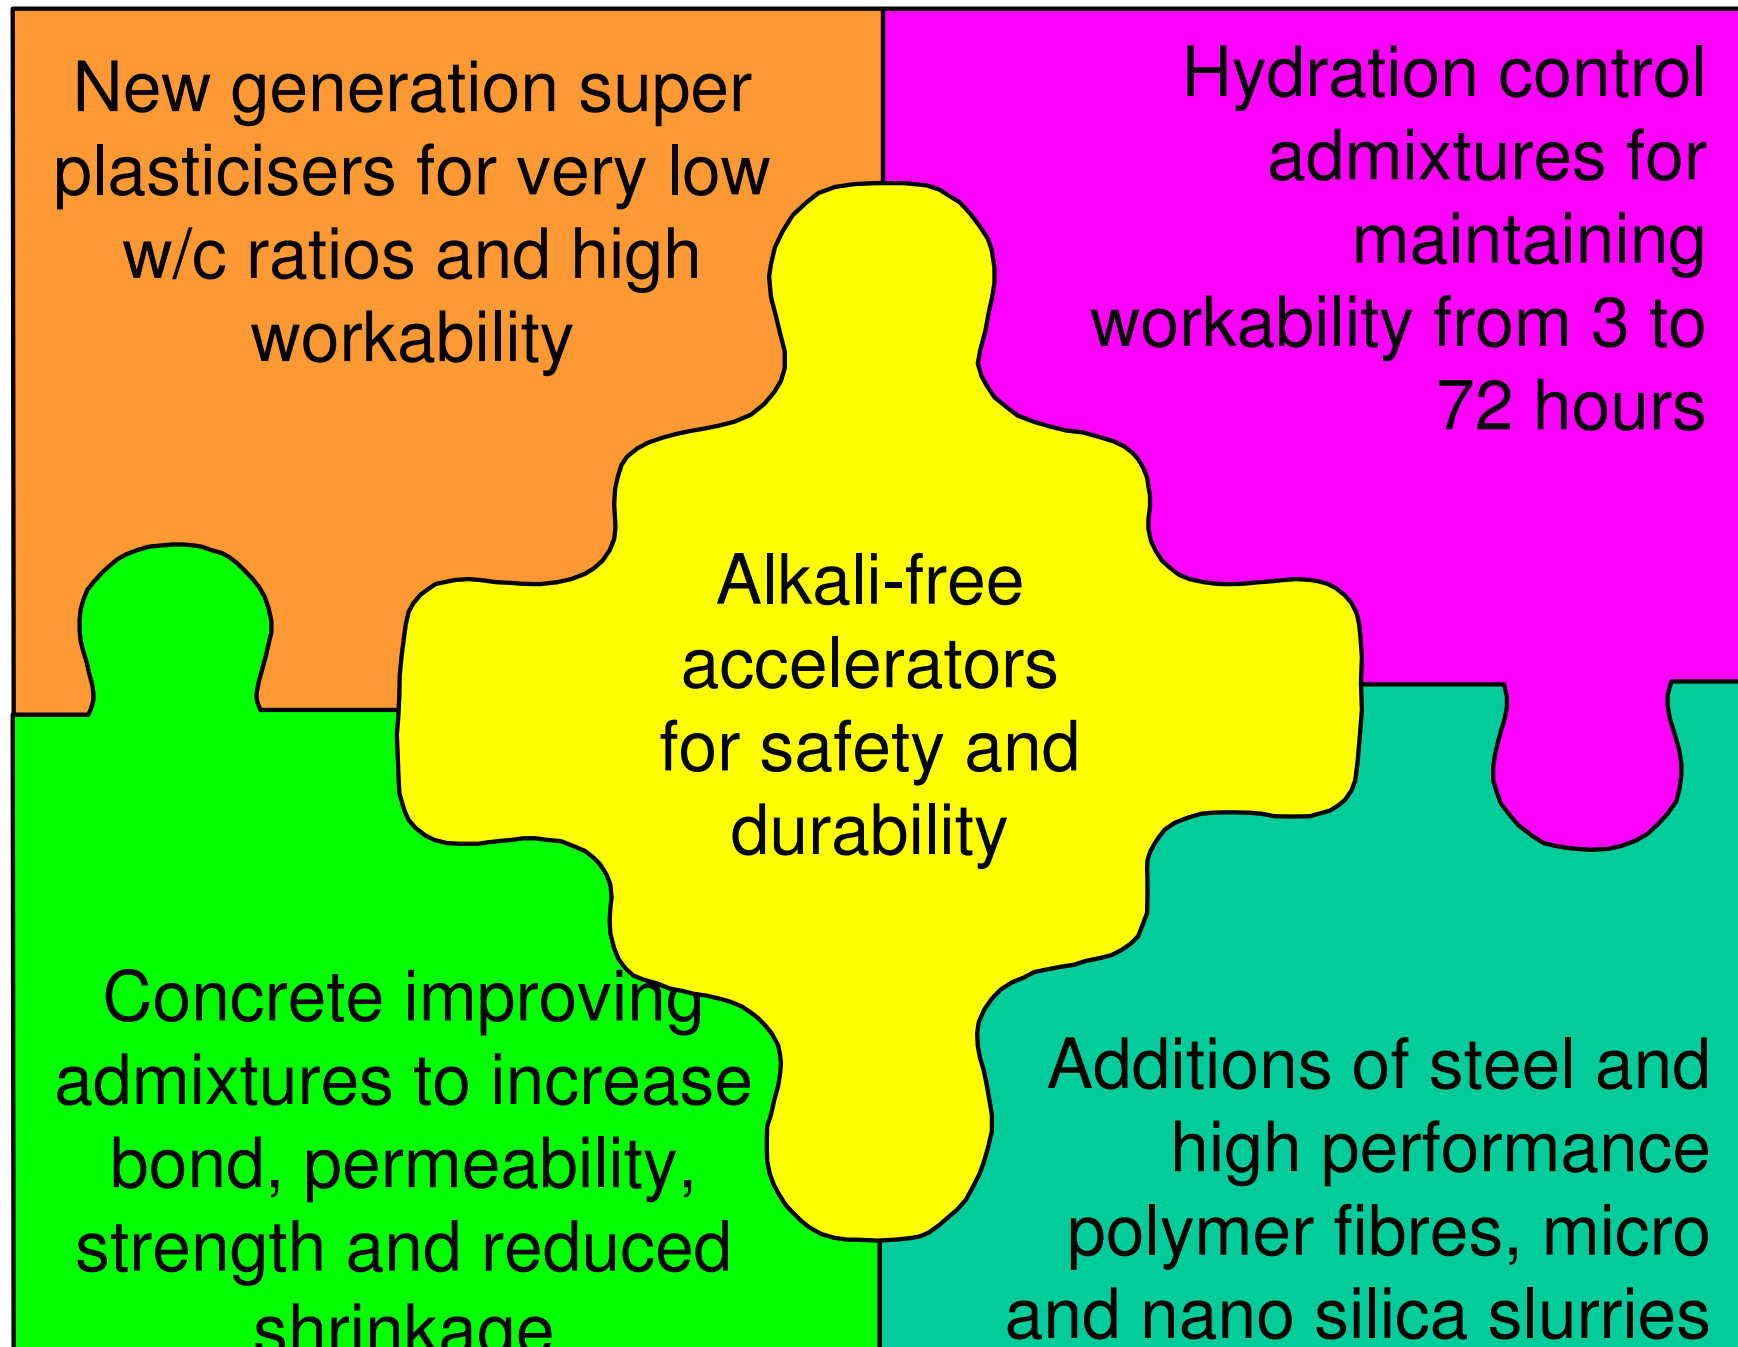 New generation super
plasticisers for very low
w/c ratios and high
workability
Hydration control
admixtures for
maintaining
workability from 3 to
72 hours
Alkali-free
accelerators
for safety and
durability
Concrete improving
admixtures to increase
bond, permeability,
strength and reduced
shrinkage
Additions of steel and
high performance
polymer fibres, micro
and nano silica slurries